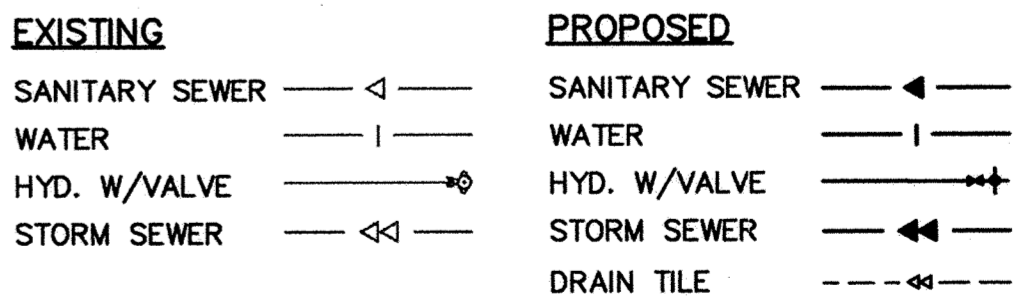 EXISTING
SANITARY SEWER
WATER
HYD. W/VALVE
STORM SEWER
PROPOSED
SANITARY SEWER
WATER
HYD. W/VALVE
STORM SEWER
DRAIN TILE